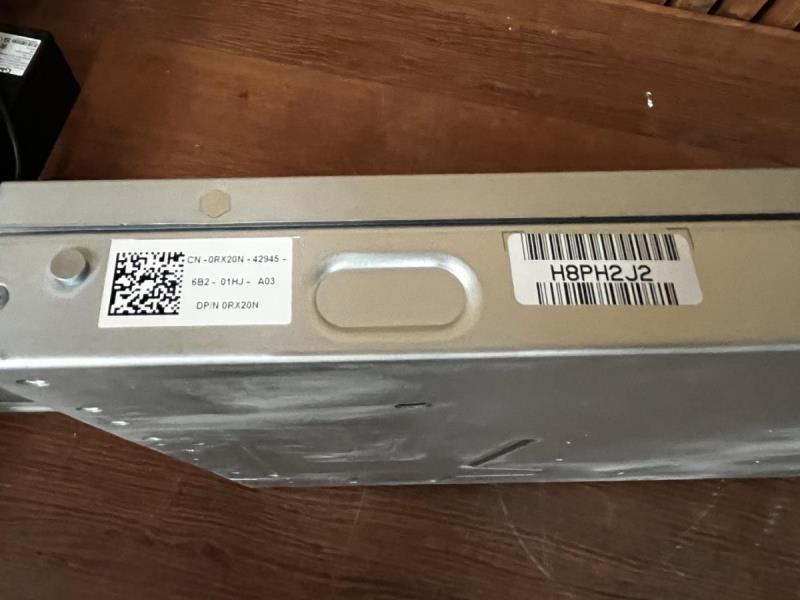 CN -0RX20N - 42945 -
6B2 - 01HJ - A03
DP/N 0RX20N
H8PH2J2